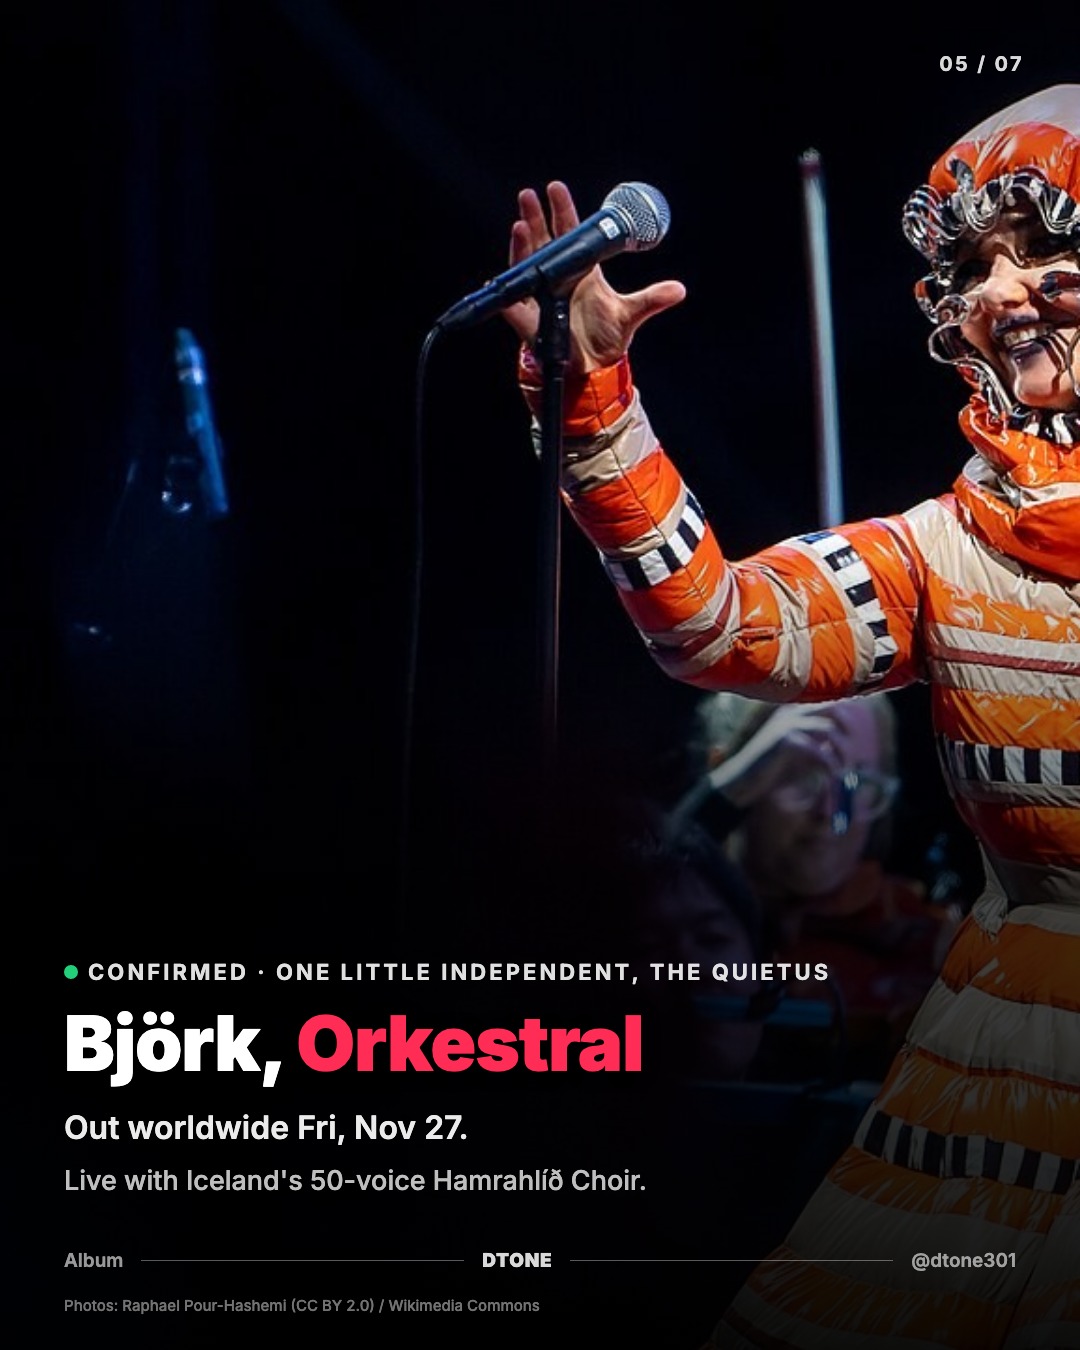 05 / 07
CONFIRMED · ONE LITTLE INDEPENDENT, THE QUIETUS
Björk, Orkestral
Out worldwide Fri, Nov 27.
Live with Iceland's 50-voice Hamrahlíð Choir.
Album DTONE @dtone301
Photos: Raphael Pour-Hashemi (CC BY 2.0) / Wikimedia Commons